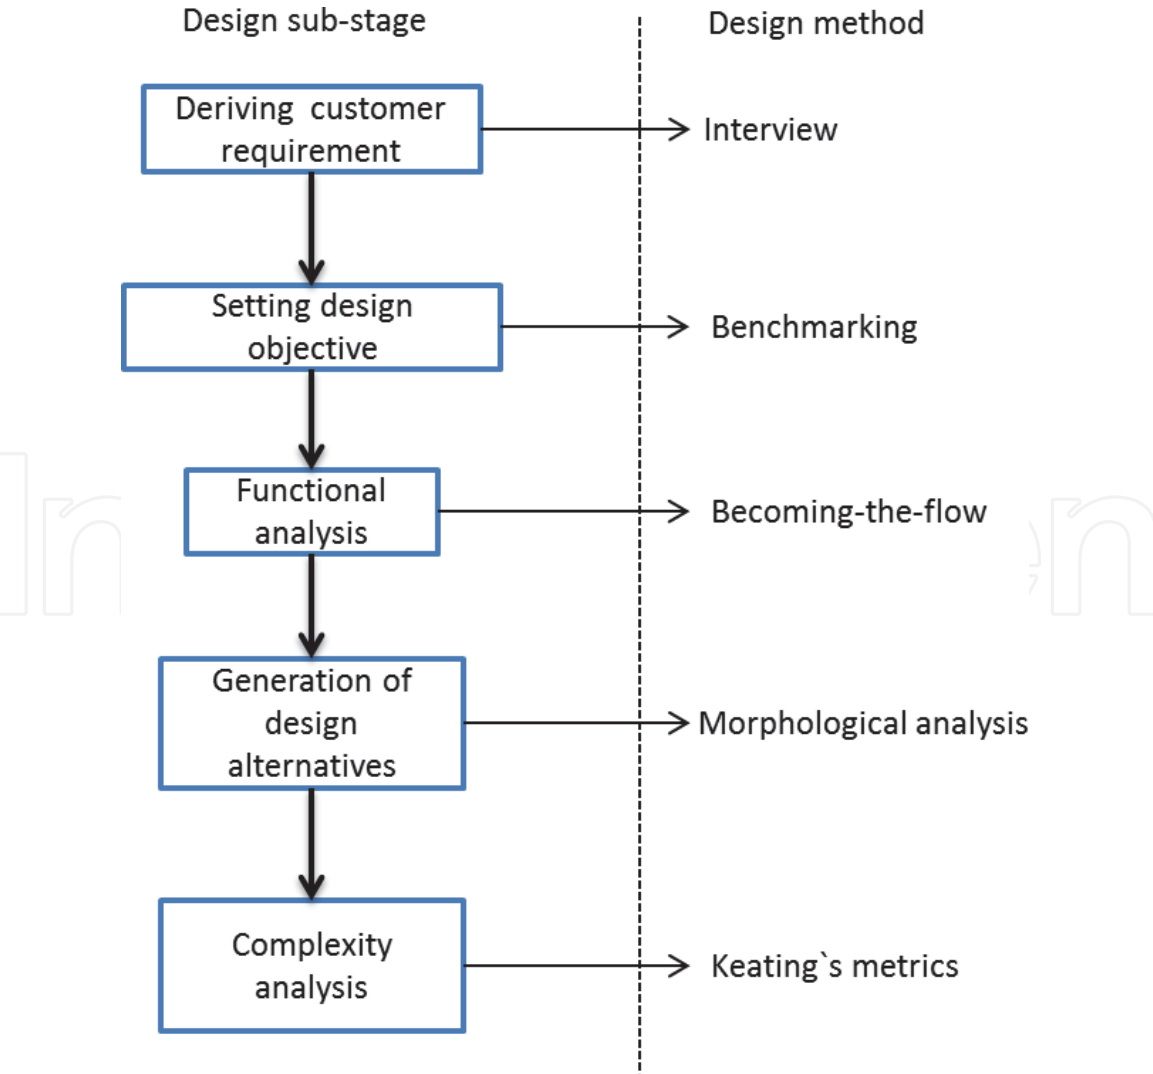 Design sub-stage
Design method
Deriving customer
requirement
Interview
Setting design
objective
Benchmarking
Functional
analysis
Becoming-the-flow
Generation of
design
alternatives
Morphological analysis
Complexity
analysis
Keating`s metrics